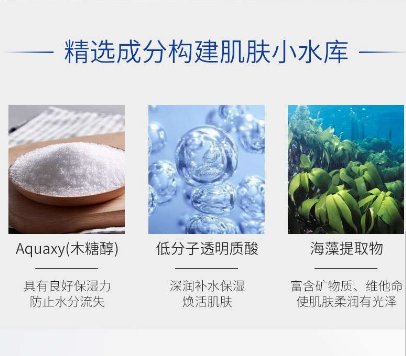 精选成分构建肌肤小水库
Aquaxy(木糖醇)
具有良好保湿力
防止水分流失
低分子透明质酸
深润补水保湿
焕活肌肤
海藻提取物
富含矿物质、维他命
使肌肤柔润有光泽